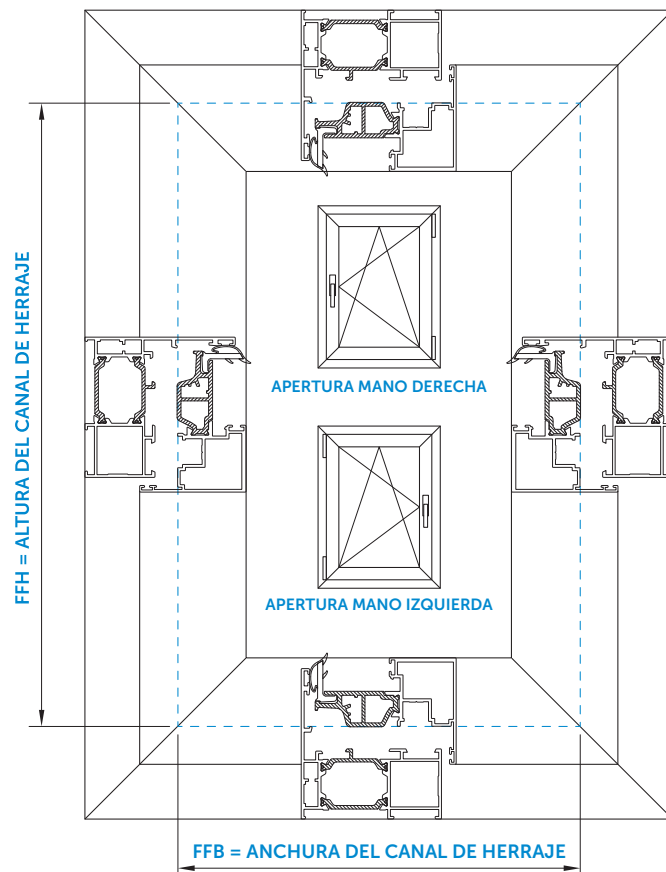 FFH = ALTURA DEL CANAL DE HERRAJE
APERTURA MANO DERECHA
APERTURA MANO IZQUIERDA
FFB = ANCHURA DEL CANAL DE HERRAJE